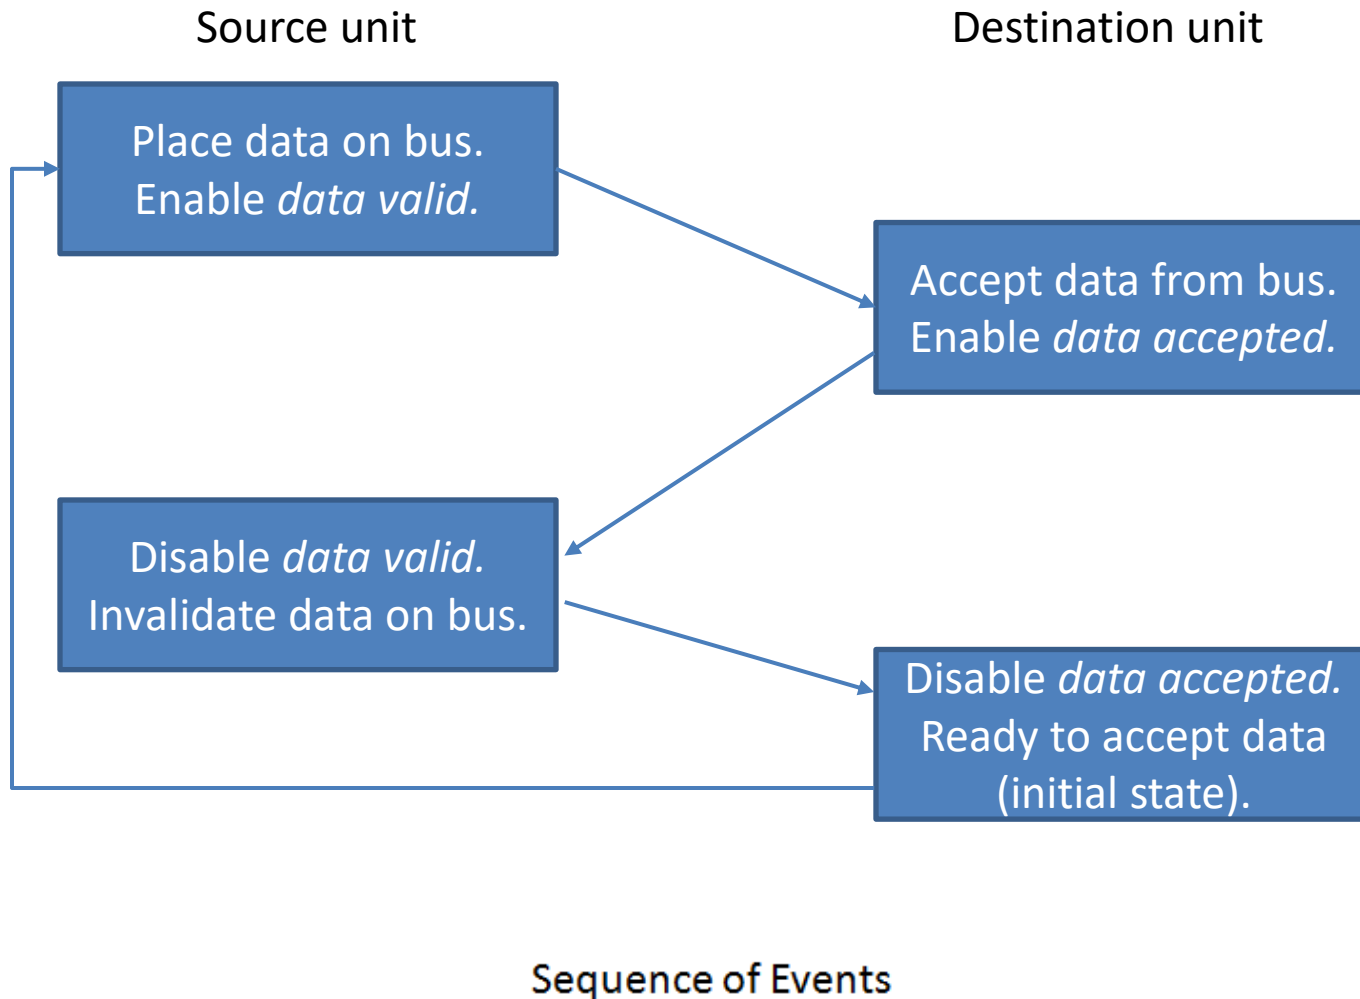 Source unit
Destination unit
Place data on bus.
Enable data valid.
Accept data from bus.
Enable data accepted.
Disable data valid.
Invalidate data on bus.
Disable data accepted.
Ready to accept data
(initial state).
Sequence of Events